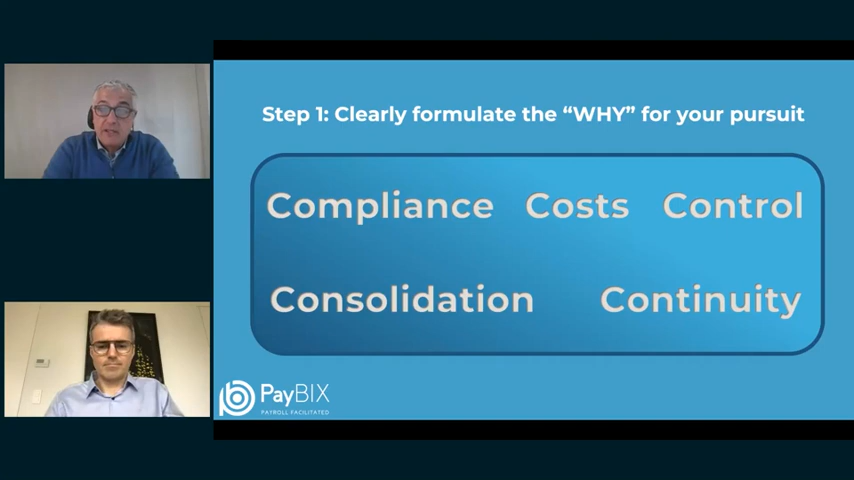 Step 1: Clearly formulate the “WHY” for your pursuit
Compliance Costs Control
Consolidation Continuity
PayBIX
PAYROLL FACILITATED